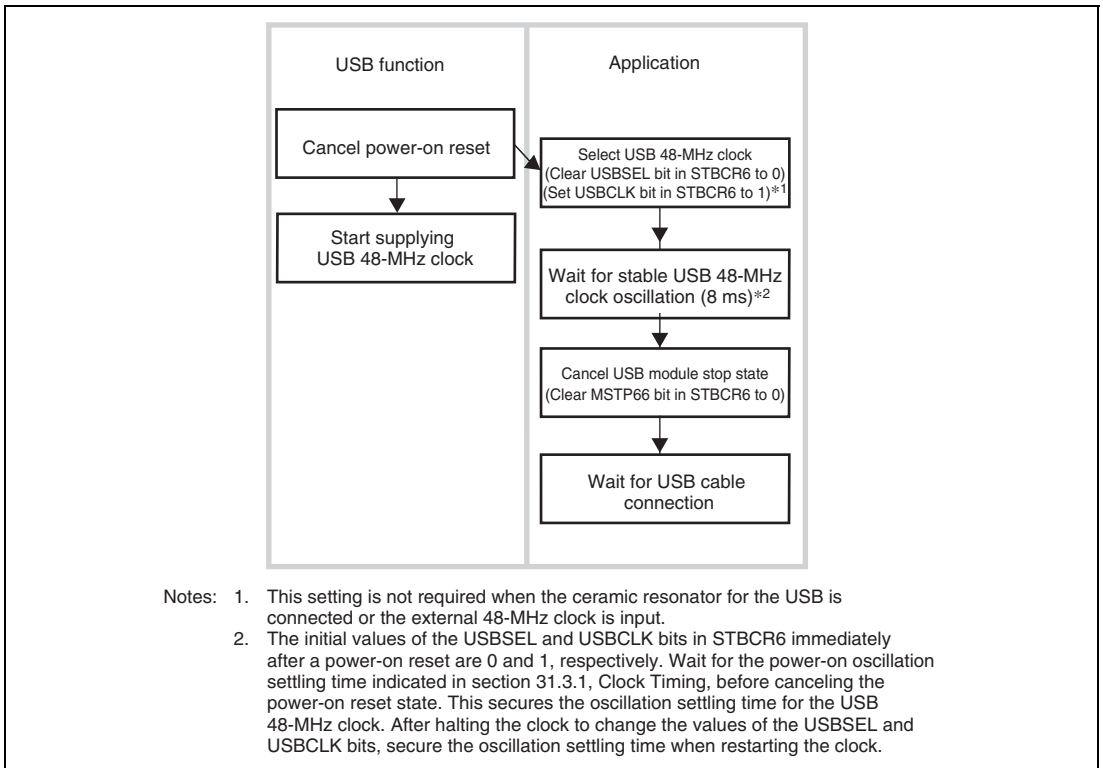 USB function
Application
Cancel power-on reset
Start supplying
USB 48-MHz clock
Select USB 48-MHz clock
(Clear USBSEL bit in STBCR6 to 0)
(Set USBCLK bit in STBCR6 to 1)*1
Wait for stable USB 48-MHz
clock oscillation (8 ms)*2
Cancel USB module stop state
(Clear MSTP66 bit in STBCR6 to 0)
Wait for USB cable
connection
Notes: 1. This setting is not required when the ceramic resonator for the USB is
connected or the external 48-MHz clock is input.
2. The initial values of the USBSEL and USBCLK bits in STBCR6 immediately
after a power-on reset are 0 and 1, respectively. Wait for the power-on oscillation
settling time indicated in section 31.3.1, Clock Timing, before canceling the
power-on reset state. This secures the oscillation settling time for the USB
48-MHz clock. After halting the clock to change the values of the USBSEL and
USBCLK bits, secure the oscillation settling time when restarting the clock.